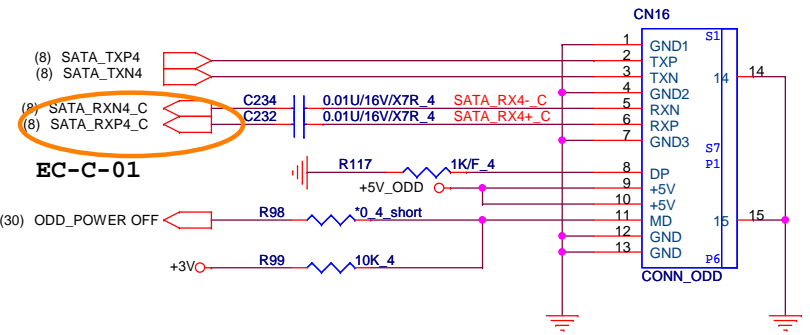 CN16
1 GND1 S1
(8) SATA_TXP4 2 TXP
(8) SATA_TXN4 3 TXN 14 14
4 GND2
(8) SATA_RXN4_C C234 0.01U/16V/X7R_4 SATA_RX4-_C 5 RXN
(8) SATA_RXP4_C C232 0.01U/16V/X7R_4 SATA_RX4+_C 6 RXP
7 GND3 S7
EC-C-01 P1
R117 1K/F_4 8 DP
+5V_ODD 9 +5V
10 +5V
(30) ODD_POWER OFF R98 *0_4_short 11 MD 15 15
12 GND
13 GND P6
+3V R99 10K_4
CONN_ODD